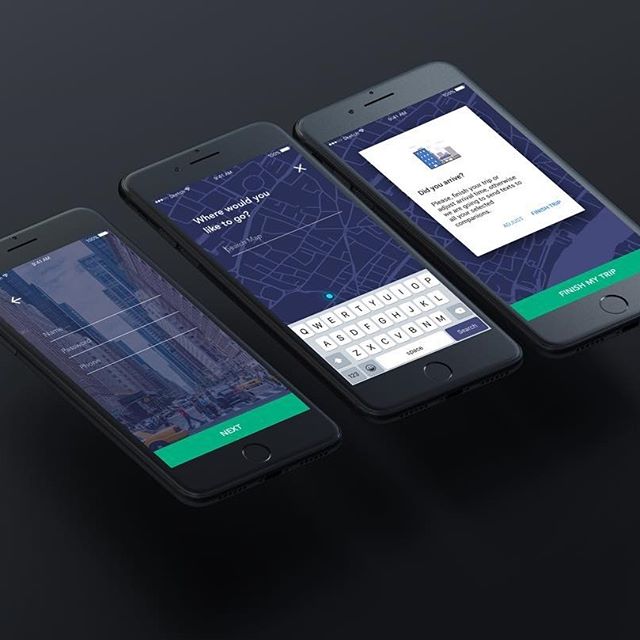 9:41 AM
100%
Name
Password
Phone
NEXT
Sketch
9:41 AM
100%
Where would you
like to go?
Search Map
Q W E R T Y U I O P
A S D F G H J K L
Z X C V B N M
123
space
Search
Sketch
9:41 AM
100%
Did you arrive?
Please, finish your trip or
adjust arrival time, otherwise
we are going to send texts to
all your selected
companions.
ADJUST
FINISH TRIP
FINISH MY TRIP